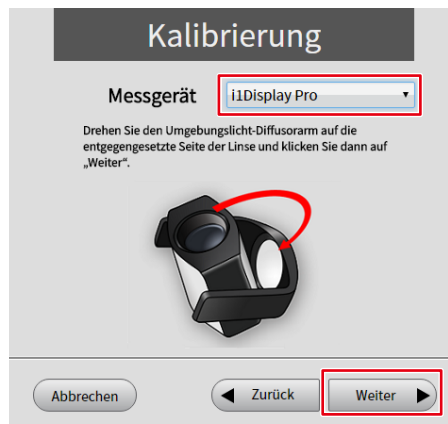 Kalibrierung
Messgerät i1Display Pro
Drehen Sie den Umgebungslicht-Diffusorarm auf die
entgegengesetzte Seite der Linse und klicken Sie dann auf
„Weiter“.
Abbrechen Zurück Weiter